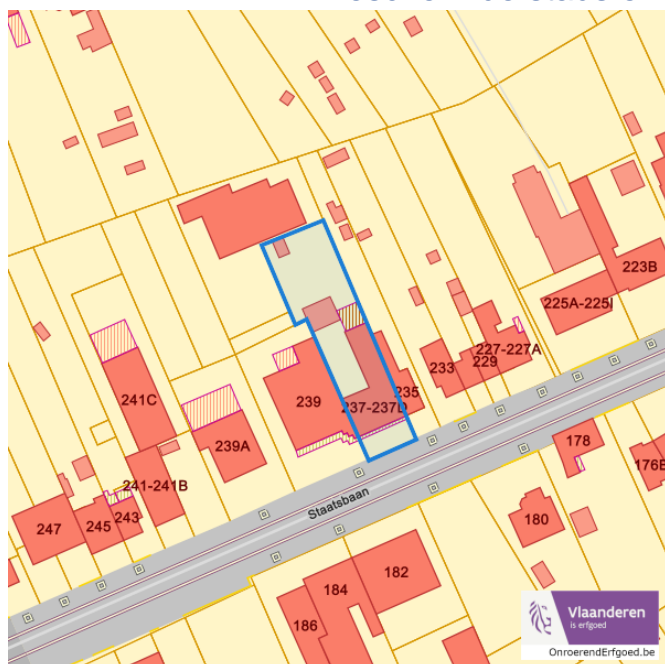 223B
225A-225I
227-227A
229
233
235
237-237D
239
241C
239A
241-241B
243
245
247
Staatsbaan
178
176B
180
182
184
186
Vlaanderen
is erfgoed
OnroerendErfgoed.be